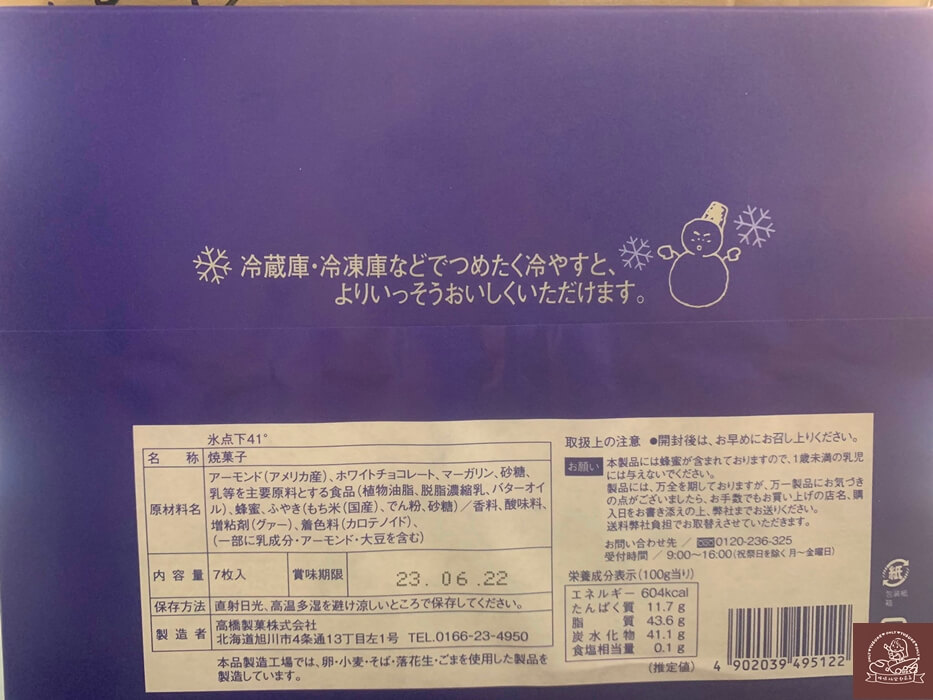 冷蔵庫・冷凍庫などでつめたく冷やすと、
よりいっそうおいしくいただけます。
氷点下41°
名 称 焼菓子
原材料名 アーモンド(アメリカ産)、ホワイトチョコレート、マーガリン、砂糖、
乳等を主要原料とする食品(植物油脂、脱脂濃縮乳、バターオイ
ル)、蜂蜜、ふやき(もち米(国産)、でん粉、砂糖)/香料、酸味料、
増粘剤(グァー)、着色料(カロテノイド)、
(一部に乳成分・アーモンド・大豆を含む)
内 容 量 7枚入 賞味期限 23.06.22
保存方法 直射日光、高温多湿を避け涼しいところで保存してください。
製 造 者 高橋製菓株式会社
北海道旭川市4条通13丁目左1号 TEL.0166-23-4950
本品製造工場では、卵・小麦・そば・落花生・ごまを使用した製品を
製造しています。
取扱上の注意 ●開封後は、お早めにお召し上りください。
お願い 本製品には蜂蜜が含まれておりますので、1歳未満の乳児
には与えないでください。
製品には、万全を期しておりますが、万一製品にお気づき
の点がございましたら、お手数でもお買い上げの店名、購
入日をお書き添えの上、弊社までお送りください。
送料弊社負担でお取替えさせていただきます。
お問い合わせ先 / 0120-236-325
受付時間 / 9:00~16:00(祝祭日を除く月~金曜日)
栄養成分表示(100g当り)
エネルギー 604kcal
たんぱく質 11.7g
脂 質 43.6g
炭水化物 41.1g
食塩相当量 0.1g
(推定値)
4 902039 495122
紙
包装紙
箱